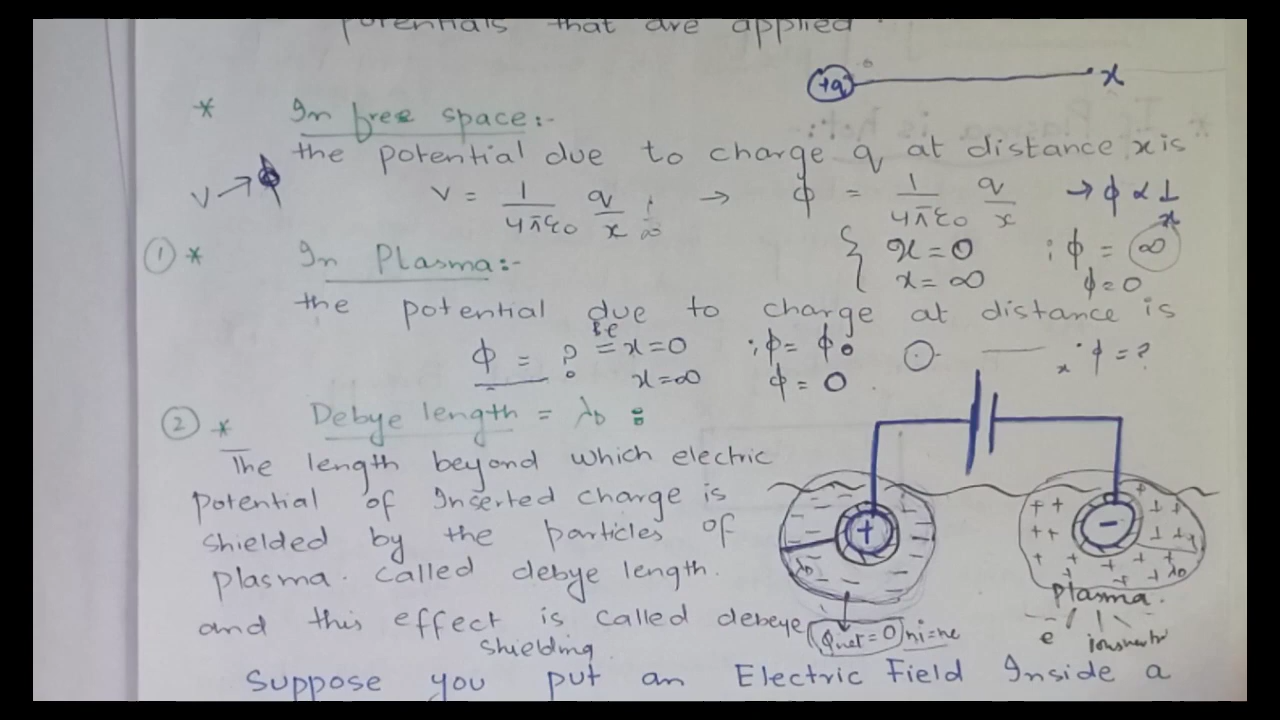 potentials that are applied.
+q x
* In free space:-
the potential due to charge q at distance x is
V → ϕ V = 1/4πε0 q/x → ϕ = 1/4πε0 q/x → ϕ ∝ 1/x
{ x = 0 ; ϕ = ∞
x = ∞ ϕ = 0
① * In Plasma:-
the potential due to charge at distance is
ϕ = ? = x = 0 ; ϕ = ϕ0 x ϕ = ?
x = ∞ ϕ = 0
② * Debye length = λD :
The length beyond which electric
potential of Inserted charge is
shielded by the particles of
plasma. called debye length.
and this effect is called debeye
shielding.
+ −
λD λD
plasma.
Qnet = 0 ni = ne
e
Suppose you put an Electric Field Inside a